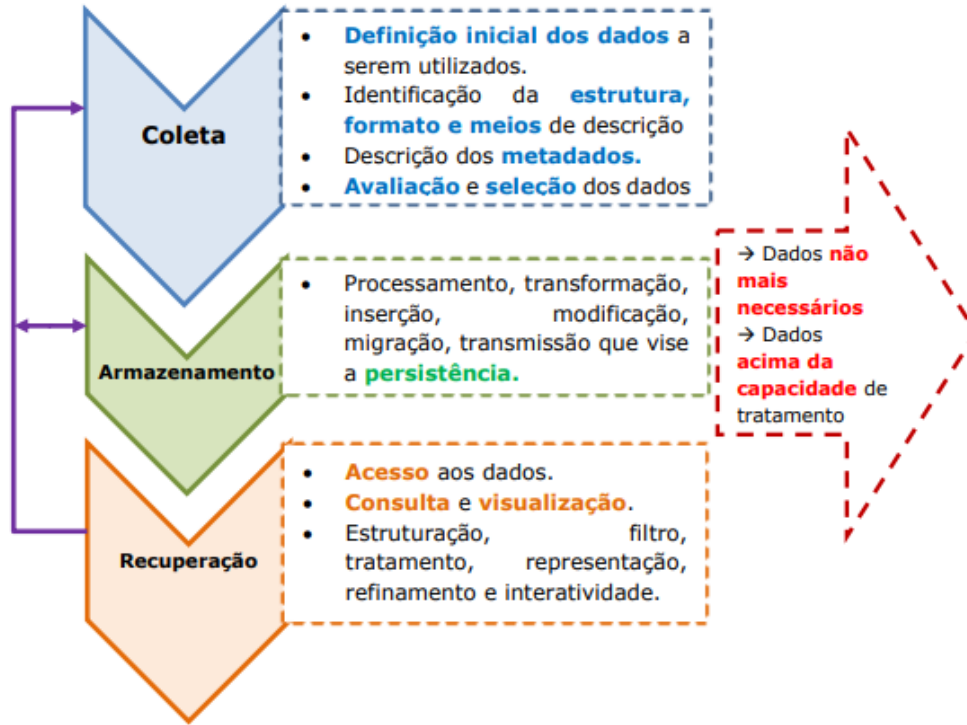 Coleta
• Definição inicial dos dados a
serem utilizados.
• Identificação da estrutura,
formato e meios de descrição
• Descrição dos metadados.
• Avaliação e seleção dos dados
Armazenamento
• Processamento, transformação,
inserção, modificação,
migração, transmissão que vise
a persistência.
Recuperação
• Acesso aos dados.
• Consulta e visualização.
• Estruturação, filtro,
tratamento, representação,
refinamento e interatividade.
→ Dados não
mais
necessários
→ Dados
acima da
capacidade de
tratamento